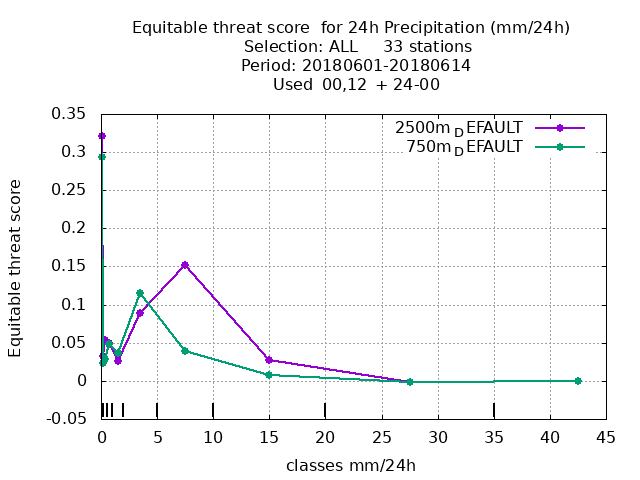 Equitable threat score  for 24h Precipitation (mm/24h)
Selection: ALL     33 stations
Period: 20180601-20180614
Used  00,12  + 24-00
2500m_DEFAULT
750m_DEFAULT
Equitable threat score
0.35
0.3
0.25
0.2
0.15
0.1
0.05
0
-0.05
0 5 10 15 20 25 30 35 40 45
classes mm/24h